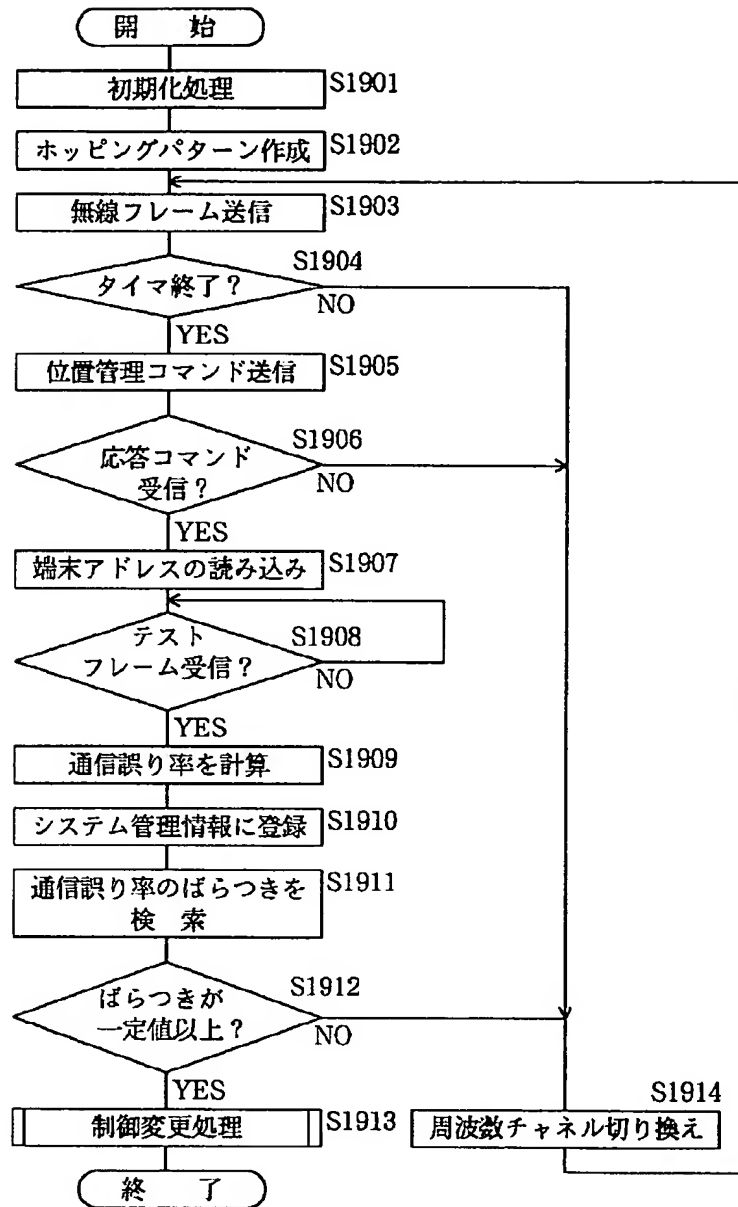 開 始
初期化処理
S1901
ホッピングパターン作成
S1902
無線フレーム送信
S1903
S1904
タイマ終了?
NO
YES
位置管理コマンド送信
S1905
S1906
応答コマンド
受信?
NO
YES
端末アドレスの読み込み
S1907
テスト
S1908
フレーム受信?
NO
YES
通信誤り率を計算
S1909
システム管理情報に登録
S1910
通信誤り率のばらつきを
S1911
検 索
S1912
ばらつきが
一定値以上?
NO
YES
制御変更処理
S1913
S1914
周波数チャネル切り換え
終 了